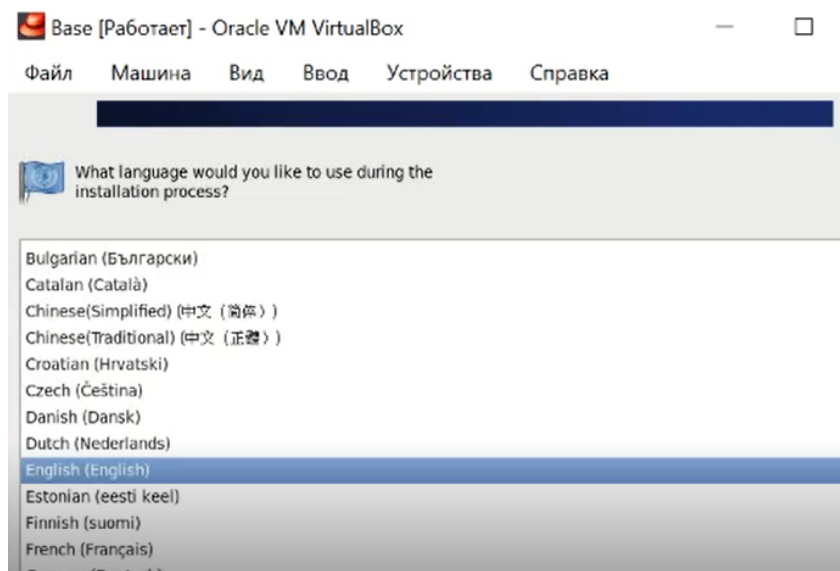 Base [Работает] - Oracle VM VirtualBox
Файл Машина Вид Ввод Устройства Справка
What language would you like to use during the
installation process?
Bulgarian (Български)
Catalan (Català)
Chinese(Simplified) (中文（简体）)
Chinese(Traditional) (中文（正體）)
Croatian (Hrvatski)
Czech (Čeština)
Danish (Dansk)
Dutch (Nederlands)
English (English)
Estonian (eesti keel)
Finnish (suomi)
French (Français)